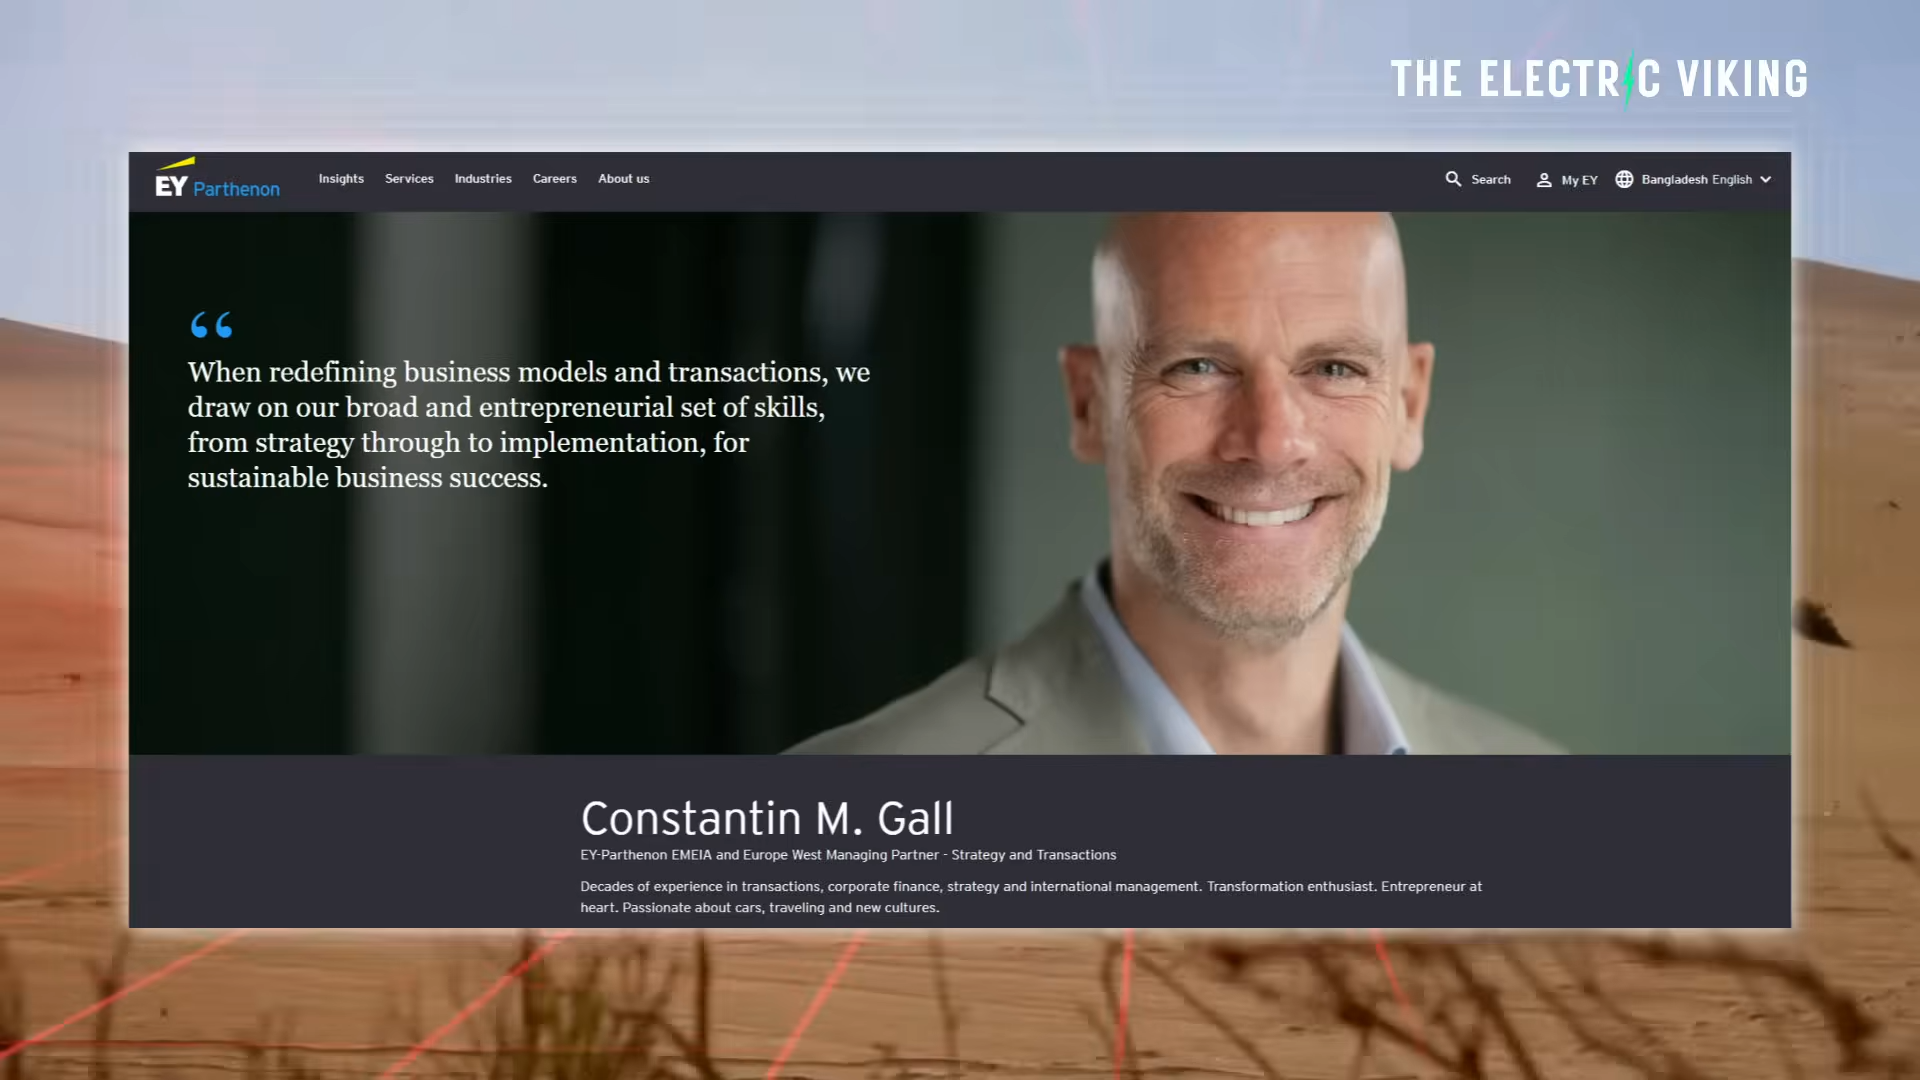 THE ELECTRIC VIKING
EY Parthenon
Insights Services Industries Careers About us
Search My EY Bangladesh English
“
When redefining business models and transactions, we
draw on our broad and entrepreneurial set of skills,
from strategy through to implementation, for
sustainable business success.
Constantin M. Gall
EY-Parthenon EMEIA and Europe West Managing Partner - Strategy and Transactions
Decades of experience in transactions, corporate finance, strategy and international management. Transformation enthusiast. Entrepreneur at
heart. Passionate about cars, traveling and new cultures.